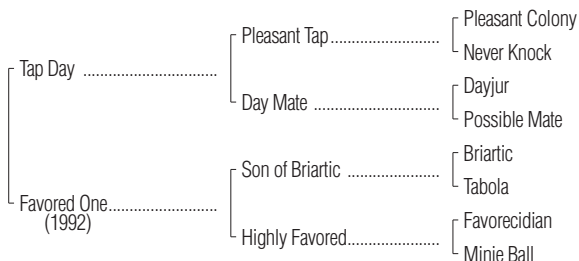 Pleasant Colony
Pleasant Tap
Never Knock
Tap Day
Dayjur
Day Mate
Possible Mate
Briartic
Son of Briartic
Tabola
Favored One
(1992)
Favorecidian
Highly Favored
Minie Ball